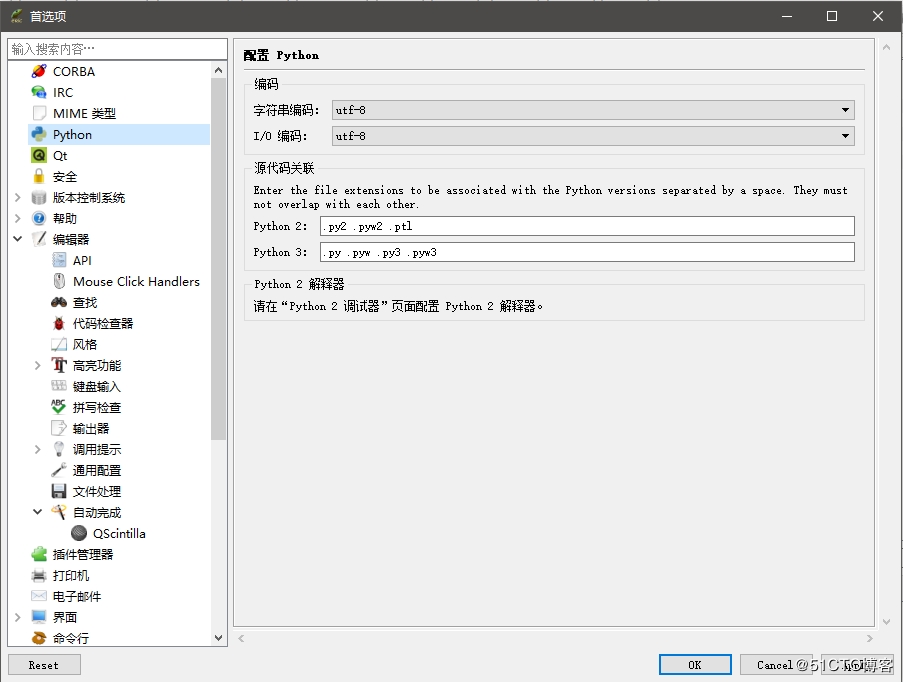 首选项
输入搜索内容…
CORBA
IRC
MIME 类型
Python
Qt
安全
版本控制系统
帮助
编辑器
API
Mouse Click Handlers
查找
代码检查器
风格
高亮功能
键盘输入
拼写检查
输出器
调用提示
通用配置
文件处理
自动完成
QScintilla
插件管理器
打印机
电子邮件
界面
命令行
配置 Python
编码
字符串编码: utf-8
I/O 编码: utf-8
源代码关联
Enter the file extensions to be associated with the Python versions separated by a space. They must
not overlap with each other.
Python 2: .py2 .pyw2 .ptl
Python 3: .py .pyw .py3 .pyw3
Python 2 解释器
请在“Python 2 调试器”页面配置 Python 2 解释器。
Reset
OK
Cancel
@51CTO博客